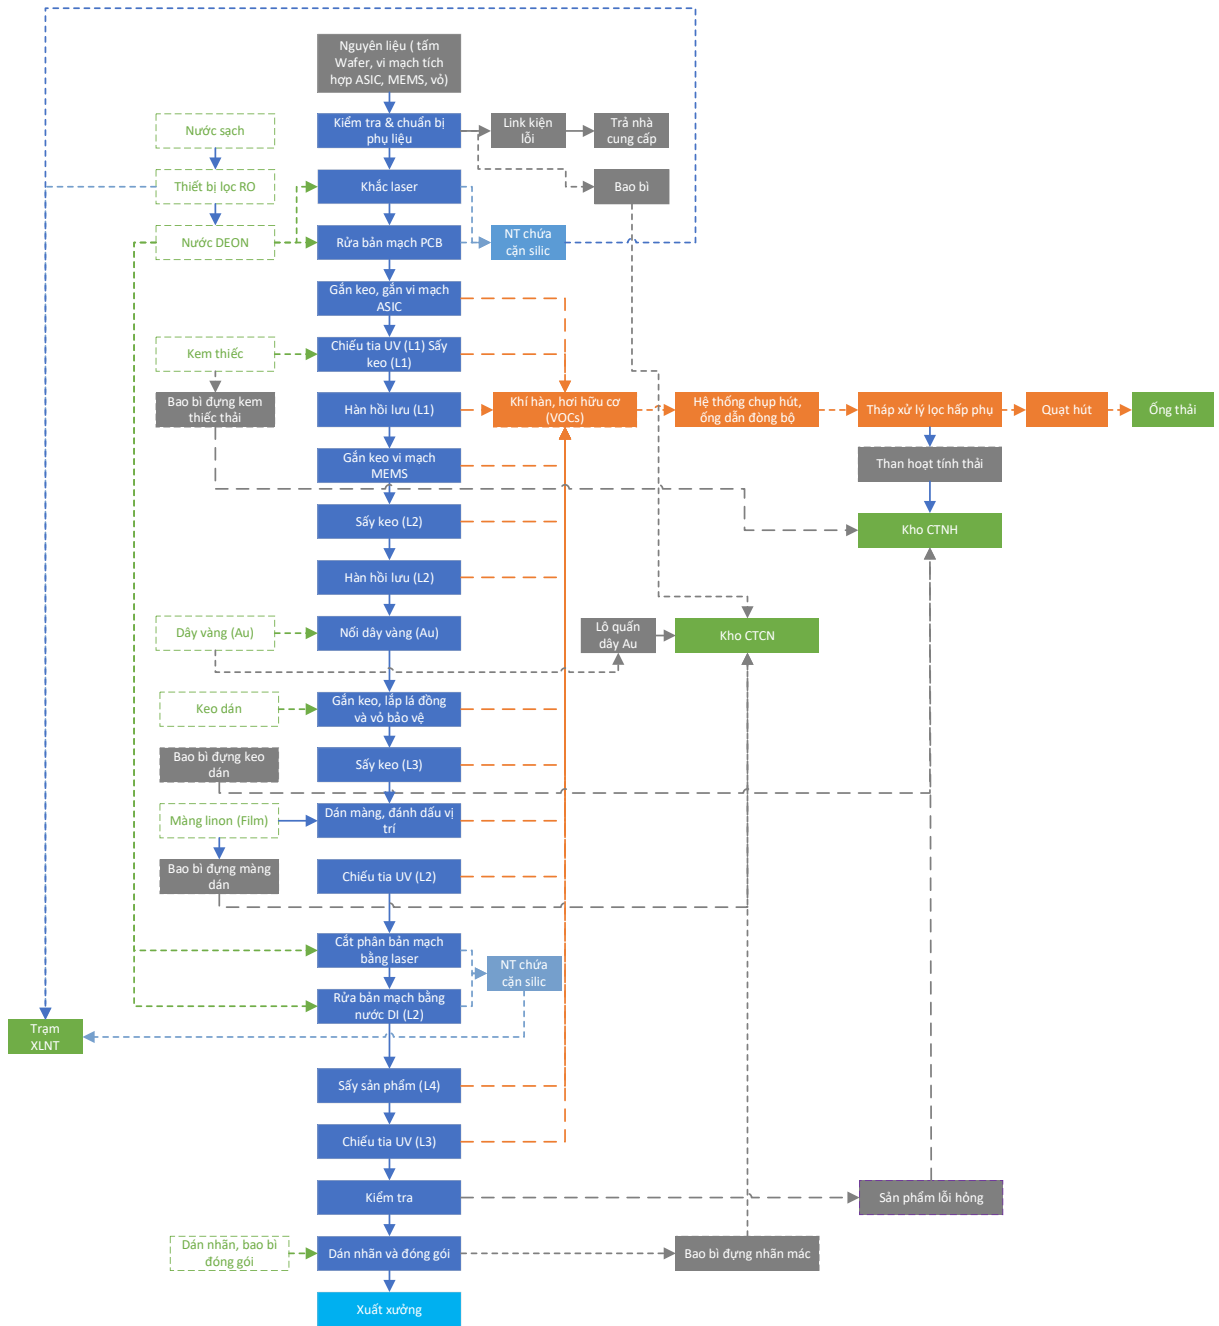 Nguyên liệu ( tấm
Wafer, vi mạch tích
hợp ASIC, MEMS, vỏ)
Nước sạch
Kiểm tra & chuẩn bị
phụ liệu
Link kiện
lỗi
Trả nhà
cung cấp
Thiết bị lọc RO
Khắc laser
Bao bì
Nước DEON
Rửa bản mạch PCB
NT chứa
cặn silic
Gắn keo, gắn vi mạch
ASIC
Kem thiếc
Chiếu tia UV (L1) Sấy
keo (L1)
Bao bì đựng kem
thiếc thải
Hàn hồi lưu (L1)
Khí hàn, hơi hữu cơ
(VOCs)
Hệ thống chụp hút,
ống dẫn đòng bộ
Tháp xử lý lọc hấp phụ
Quạt hút
Ống thải
Gắn keo vi mạch
MEMS
Than hoạt tính thải
Sấy keo (L2)
Kho CTNH
Hàn hồi lưu (L2)
Dây vàng (Au)
Nối dây vàng (Au)
Lô quấn
dây Au
Kho CTCN
Keo dán
Gắn keo, lắp lá đồng
và vỏ bảo vệ
Bao bì đựng keo
dán
Sấy keo (L3)
Màng linon (Film)
Dán màng, đánh dấu vị
trí
Bao bì đựng màng
dán
Chiếu tia UV (L2)
Cắt phân bản mạch
bằng laser
NT chứa
cặn silic
Rửa bản mạch bằng
nước DI (L2)
Trạm
XLNT
Sấy sản phẩm (L4)
Chiếu tia UV (L3)
Kiểm tra
Sản phẩm lỗi hỏng
Dán nhãn, bao bì
đóng gói
Dán nhãn và đóng gói
Bao bì đựng nhãn mác
Xuất xưởng